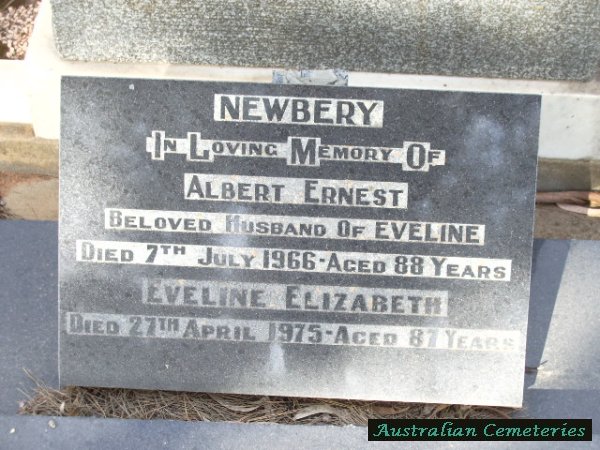 NEWBERY
IN LOVING MEMORY OF
ALBERT ERNEST
BELOVED HUSBAND OF EVELINE
DIED 7TH JULY 1966-AGED 88 YEARS
EVELINE ELIZABETH
DIED 27TH APRIL 1975-AGED 87 YEARS
Australian Cemeteries